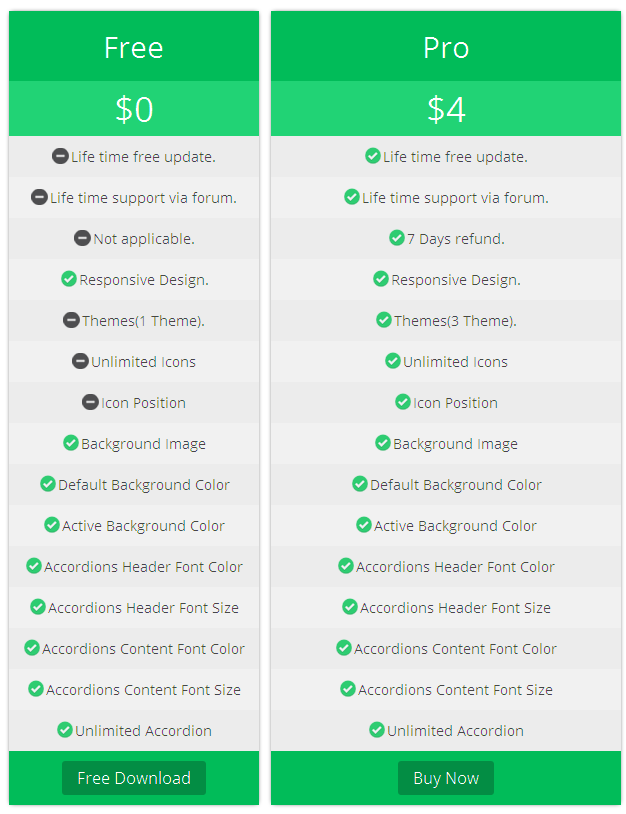 Free
$0
Life time free update.
Life time support via forum.
Not applicable.
Responsive Design.
Themes(1 Theme).
Unlimited Icons
Icon Position
Background Image
Default Background Color
Active Background Color
Accordions Header Font Color
Accordions Header Font Size
Accordions Content Font Color
Accordions Content Font Size
Unlimited Accordion
Free Download
Pro
$4
Life time free update.
Life time support via forum.
7 Days refund.
Responsive Design.
Themes(3 Theme).
Unlimited Icons
Icon Position
Background Image
Default Background Color
Active Background Color
Accordions Header Font Color
Accordions Header Font Size
Accordions Content Font Color
Accordions Content Font Size
Unlimited Accordion
Buy Now